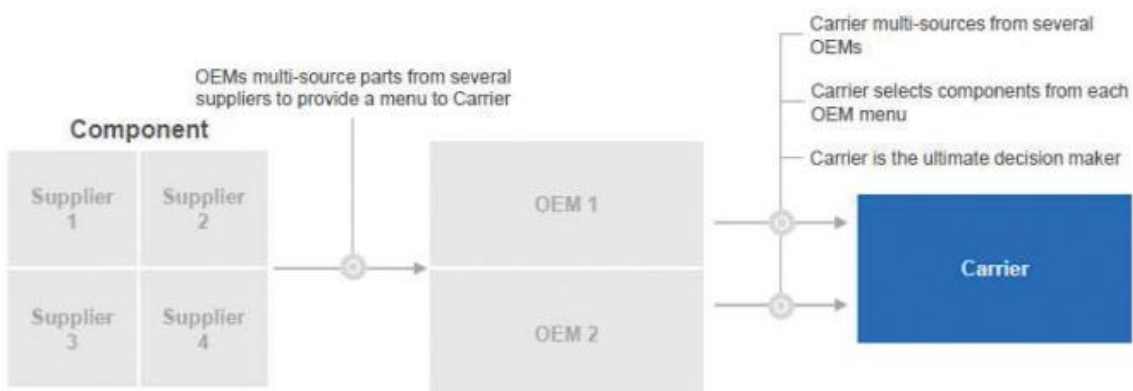 Carrier multi-sources from several
OEMs
OEMs multi-source parts from several
suppliers to provide a menu to Carrier
Carrier selects components from each
OEM menu
Component
Carrier is the ultimate decision maker
Supplier
1
Supplier
2
OEM 1
Carrier
Supplier
3
Supplier
4
OEM 2